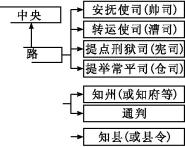 中央
路
安抚使司(帅司)
转运使司(漕司)
提点刑狱司(宪司)
提举常平司(仓司)
知州(或知府等)
通判
知县(或县令)